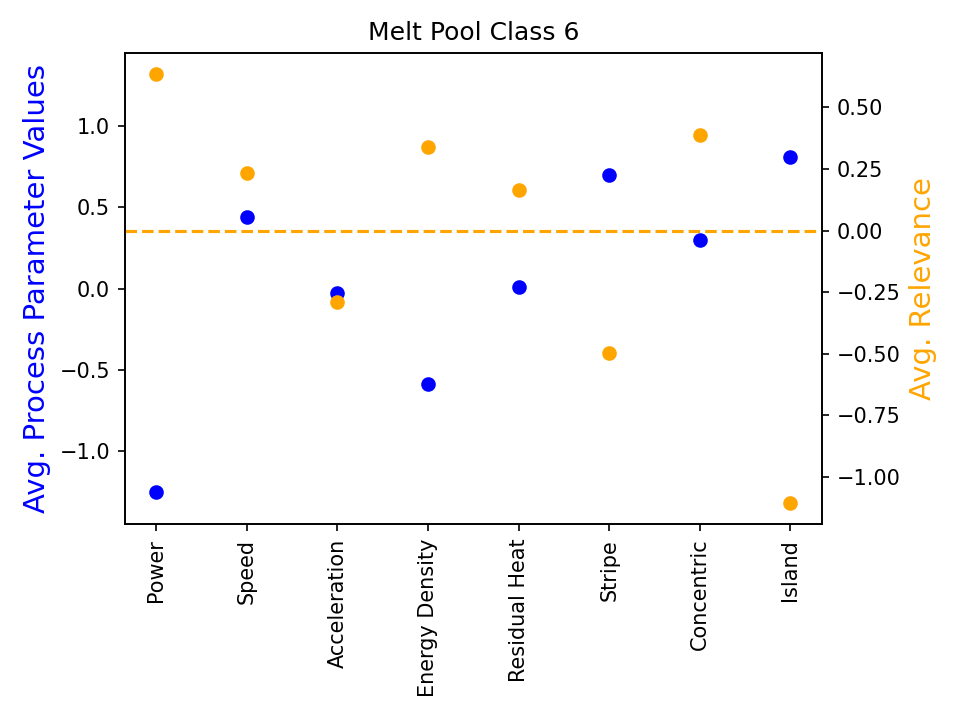 Melt Pool Class 6
Avg. Process Parameter Values
1.0
0.5
0.0
−0.5
−1.0
0.50
0.25
0.00
−0.25
−0.50
−0.75
−1.00
Avg. Relevance
Power
Speed
Acceleration
Energy Density
Residual Heat
Stripe
Concentric
Island